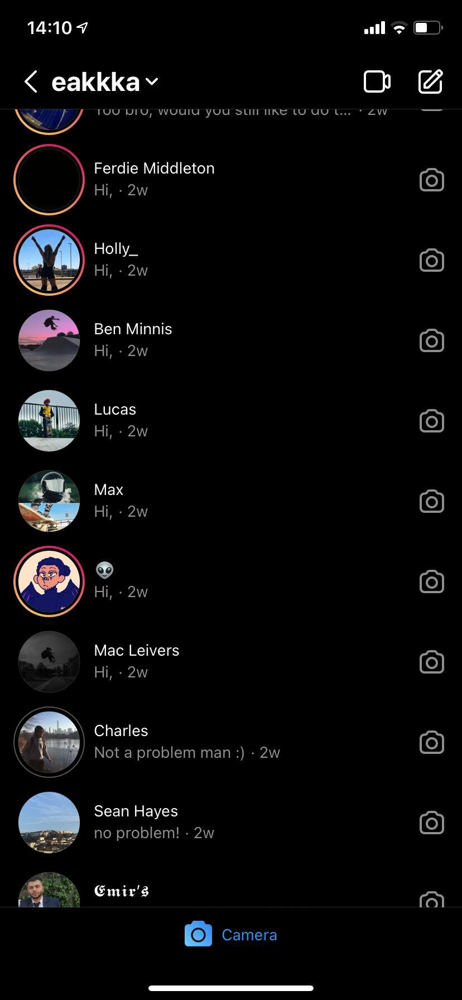 14:10
eakkka
Yoo bro, would you still like to do t... · 2w
Ferdie Middleton
Hi, · 2w
Holly_
Hi, · 2w
Ben Minnis
Hi, · 2w
Lucas
Hi, · 2w
Max
Hi, · 2w
👽
Hi, · 2w
Mac Leivers
Hi, · 2w
Charles
Not a problem man :) · 2w
Sean Hayes
no problem! · 2w
𝕰𝖒𝖎𝖗'𝖘
Camera